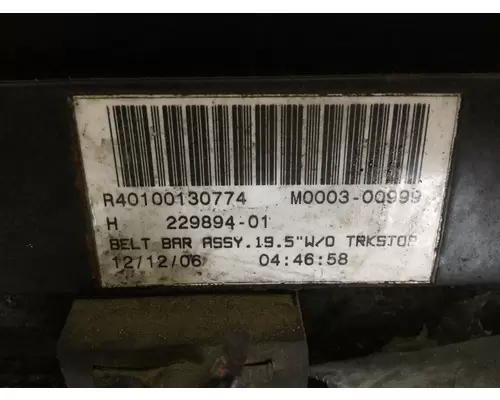 R40100130774 M0003-00999
H 229894-01
BELT BAR ASSY.19.5"W/O TRKSTOP
12/12/06 04:46:58